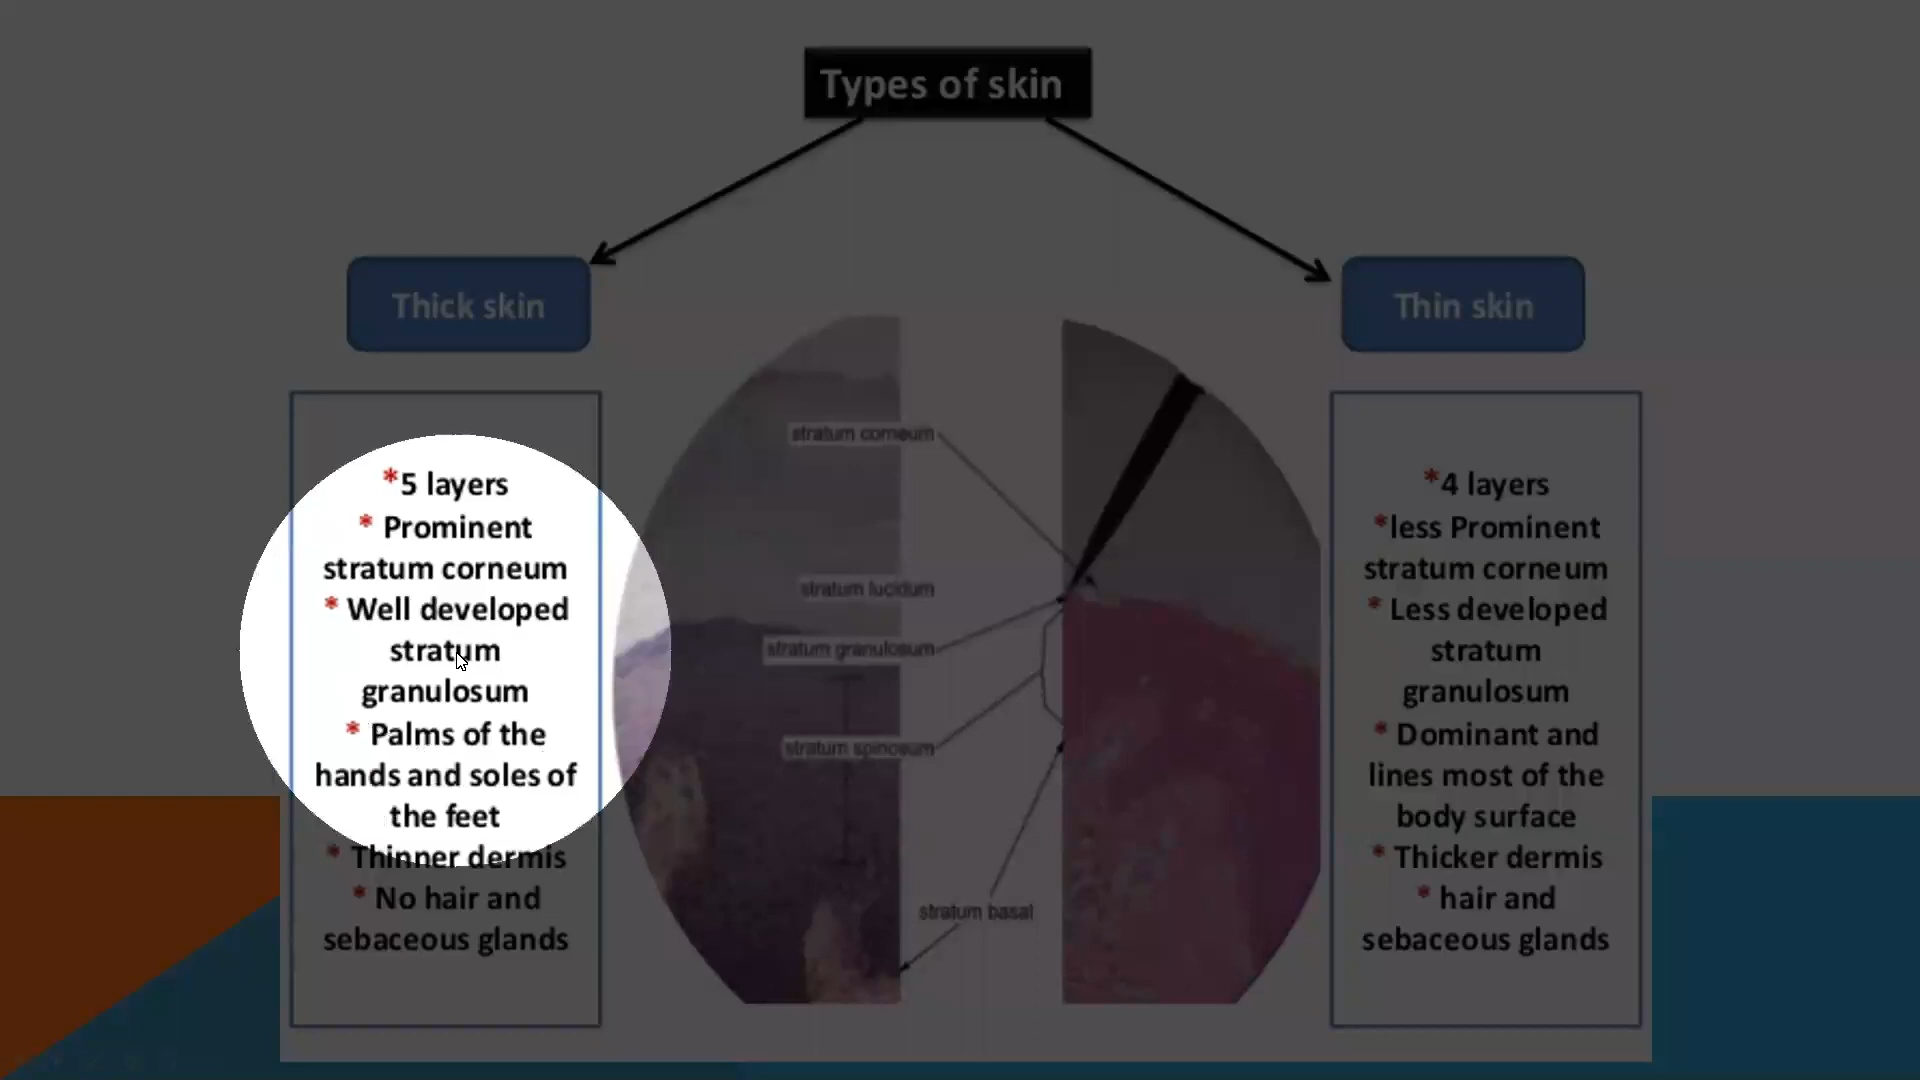 Types of skin
Thick skin
Thin skin
*5 layers
* Prominent
stratum corneum
* Well developed
stratum
granulosum
* Palms of the
hands and soles of
the feet
* Thinner dermis
* No hair and
sebaceous glands
stratum corneum
stratum lucidum
stratum granulosum
stratum spinosum
stratum basal
*4 layers
*less Prominent
stratum corneum
* Less developed
stratum
granulosum
* Dominant and
lines most of the
body surface
* Thicker dermis
* hair and
sebaceous glands